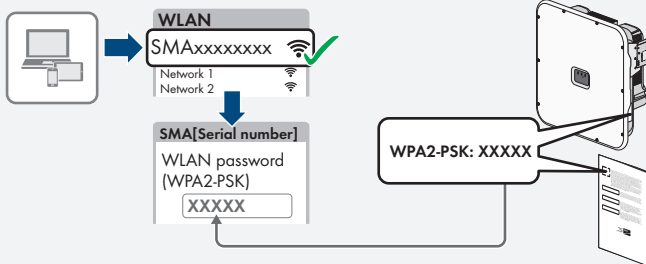 WLAN
SMAxxxxxxxx
Network 1
Network 2
SMA[Serial number]
WLAN password
(WPA2-PSK)
XXXXX
WPA2-PSK: XXXXX